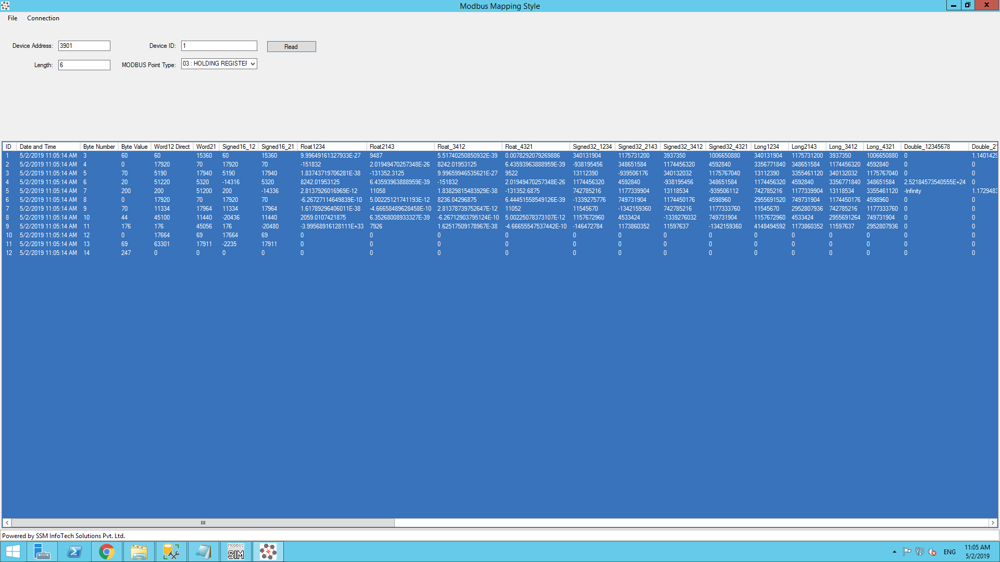 Modbus Mapping Style
File Connection
Device Address: 3901 Device ID: 1 Read
Length: 6 MODBUS Point Type: 03 : HOLDING REGISTER
ID Date and Time Byte Number Byte Value Word12 Direct Word21 Signed16_12 Signed16_21 Float1234 Float2143 Float_3412 Float_4321 Signed32_1234 Signed32_2143 Signed32_3412 Signed32_4321 Long1234 Long2143 Long_3412 Long_4321 Double_12345678 Double_21
1 5/2/2019 11:05:14 AM 3 60 60 15360 60 15360 9.99649161327933E-27 9487 5.51740250850932E-39 0.0078292079269886 340131904 1175731200 3937350 1006650880 340131904 1175731200 3937350 1006650880 0 1.1401429
2 5/2/2019 11:05:14 AM 4 0 17920 70 17920 70 -151832 2.01949470257348E-26 8242.01953125 6.43593963888959E-39 -938195456 348651584 1174456320 4592840 3356771840 348651584 1174456320 4592840 0 0
3 5/2/2019 11:05:14 AM 5 70 5190 17940 5190 17940 1.83743719706281E-38 -131352.3125 9.99659946535621E-27 9522 13112390 -939506176 340132032 1175767040 13112390 3355461120 340132032 1175767040 0 0
4 5/2/2019 11:05:14 AM 6 20 51220 5320 -14316 5320 8242.01953125 6.43593963888959E-39 -151832 2.01949470257348E-26 1174456320 4592840 -938195456 348651584 1174456320 4592840 3356771840 348651584 2.52184573540555E+24 0
5 5/2/2019 11:05:14 AM 7 200 200 51200 200 -14336 2.8137926016969E-12 11058 1.83829815483929E-38 -131352.6875 742785216 1177339904 13118534 -939506112 742785216 1177339904 13118534 3355461120 -Infinity 1.1729483
6 5/2/2019 11:05:14 AM 8 0 17920 70 17920 70 -6.26727114649839E-10 5.00225121741193E-12 8236.04296875 6.44451558549126E-39 -1339275776 749731904 1174450176 4598960 2955691520 749731904 1174450176 4598960 0 0
7 5/2/2019 11:05:14 AM 9 70 11334 17964 11334 17964 1.61789296406011E-38 -4.66658489628458E-10 2.81378739752647E-12 11052 11545670 -1342159360 742785216 1177333760 11545670 2952807936 742785216 1177333760 0 0
8 5/2/2019 11:05:14 AM 10 44 45100 11440 -20436 11440 2059.0107421875 6.35268008933327E-39 -6.26712903795124E-10 5.00225078373107E-12 1157672960 4533424 -1339276032 749731904 1157672960 4533424 2955691264 749731904 0 0
9 5/2/2019 11:05:14 AM 11 176 176 45056 176 -20480 -3.99568916128111E+33 7926 1.62517509178967E-38 -4.66655547537442E-10 -146472784 1173860352 11597637 -1342159360 4148494592 1173860352 11597637 2952807936 0 0
10 5/2/2019 11:05:14 AM 12 0 17664 69 17664 69 0 0 0 0 0 0 0 0 0 0 0 0 0 0
11 5/2/2019 11:05:14 AM 13 69 63301 17911 -2235 17911 0 0 0 0 0 0 0 0 0 0 0 0 0 0
12 5/2/2019 11:05:14 AM 14 247 0 0 0 0 0 0 0 0 0 0 0 0 0 0 0 0 0 0
Powered by SSM InfoTech Solutions Pvt. Ltd.
MODBUS
SIM
ENG
11:05 AM
5/2/2019